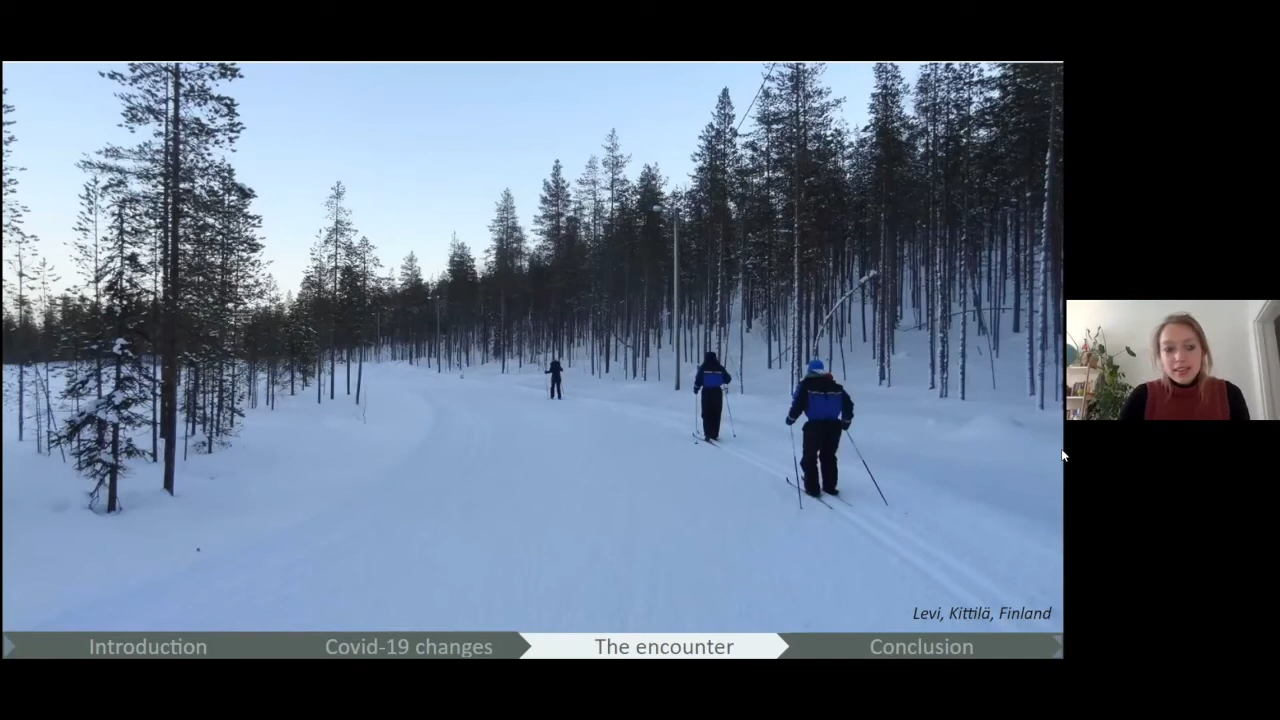 Levi, Kittilä, Finland
Introduction
Covid-19 changes
The encounter
Conclusion